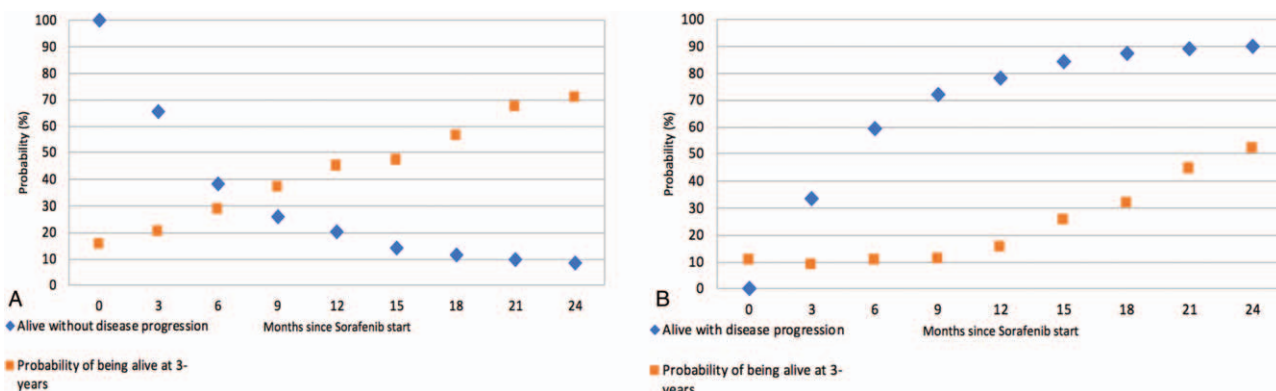 100
90
80
70
60
50
40
30
20
10
0
Probability (%)
0 3 6 9 12 15 18 21 24
A
Alive without disease progression
Months since Sorafenib start
Probability of being alive at 3-
years
100
90
80
70
60
50
40
30
20
10
0
Probability (%)
0 3 6 9 12 15 18 21 24
B
Alive with disease progression
Months since Sorafenib start
Probability of being alive at 3-
years